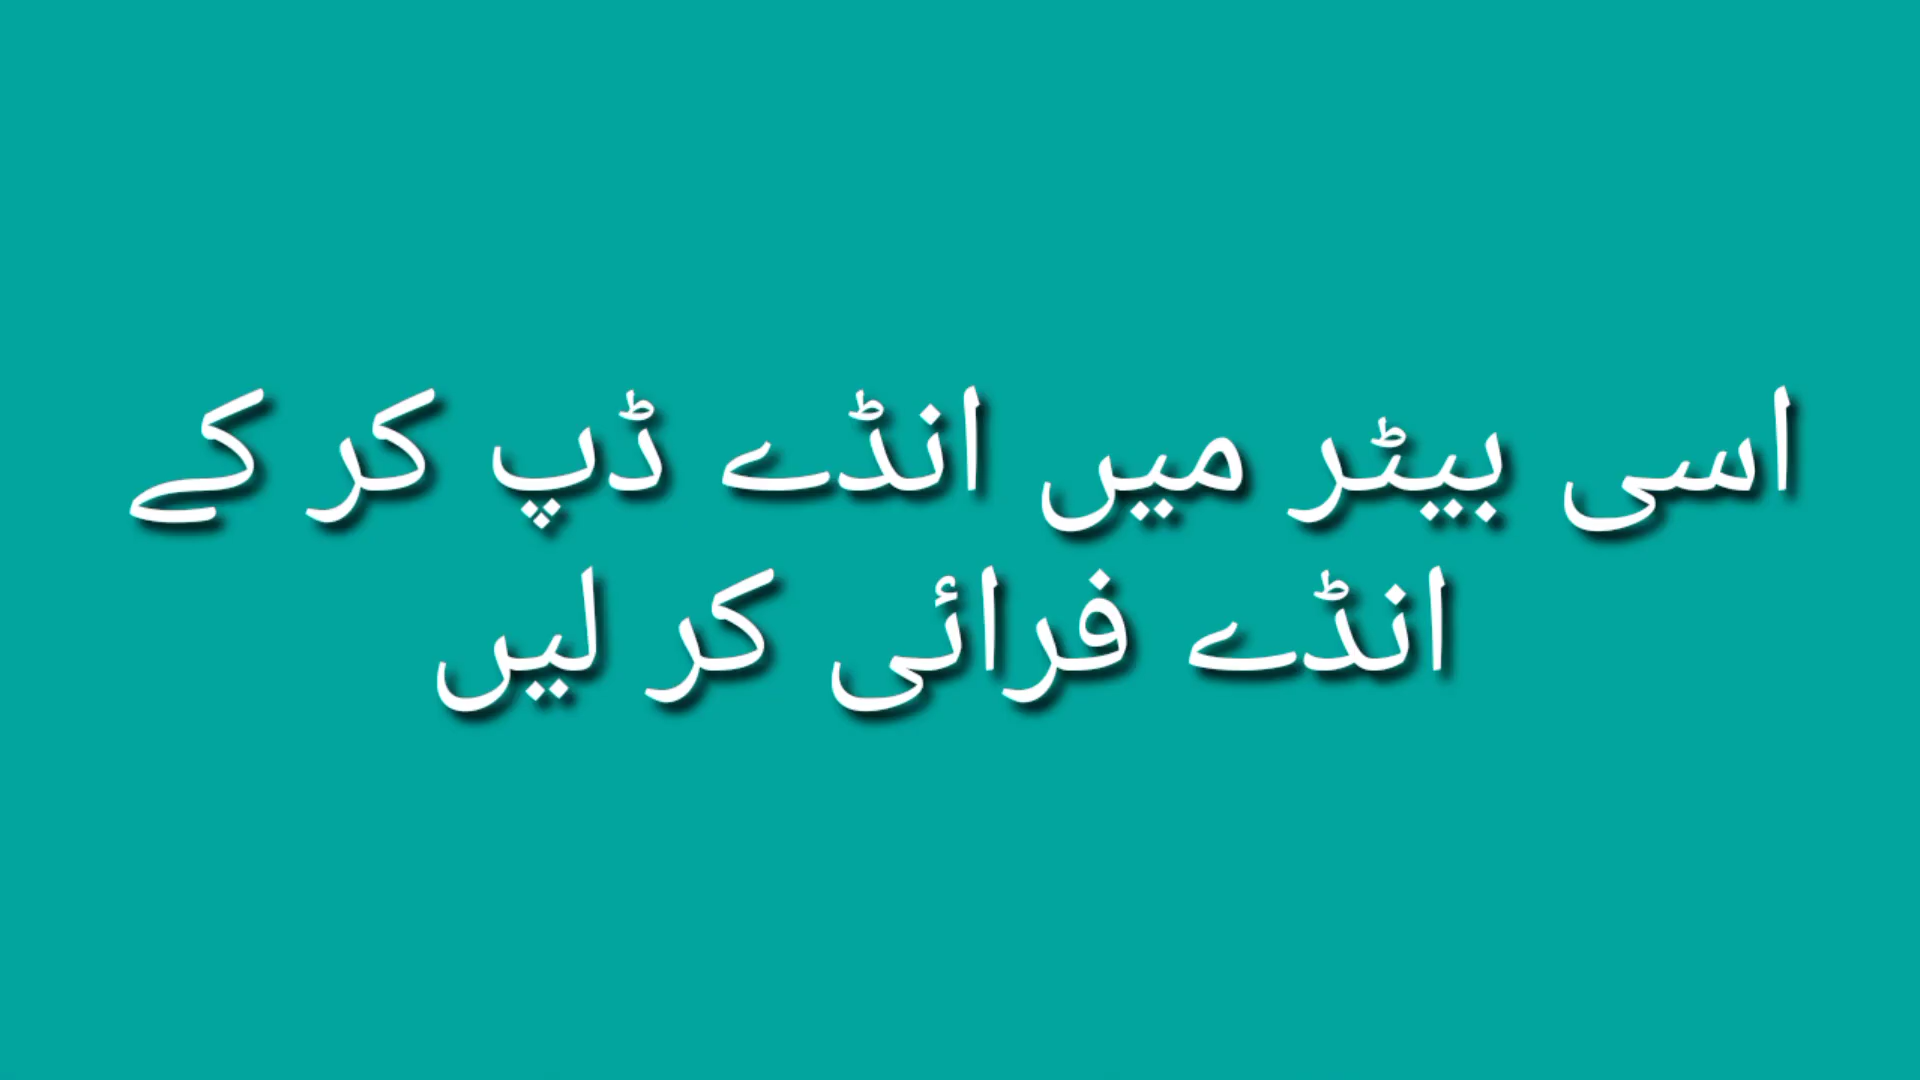 اسی بیٹر میں انڈے ڈپ کر کے
انڈے فرائی کر لیں